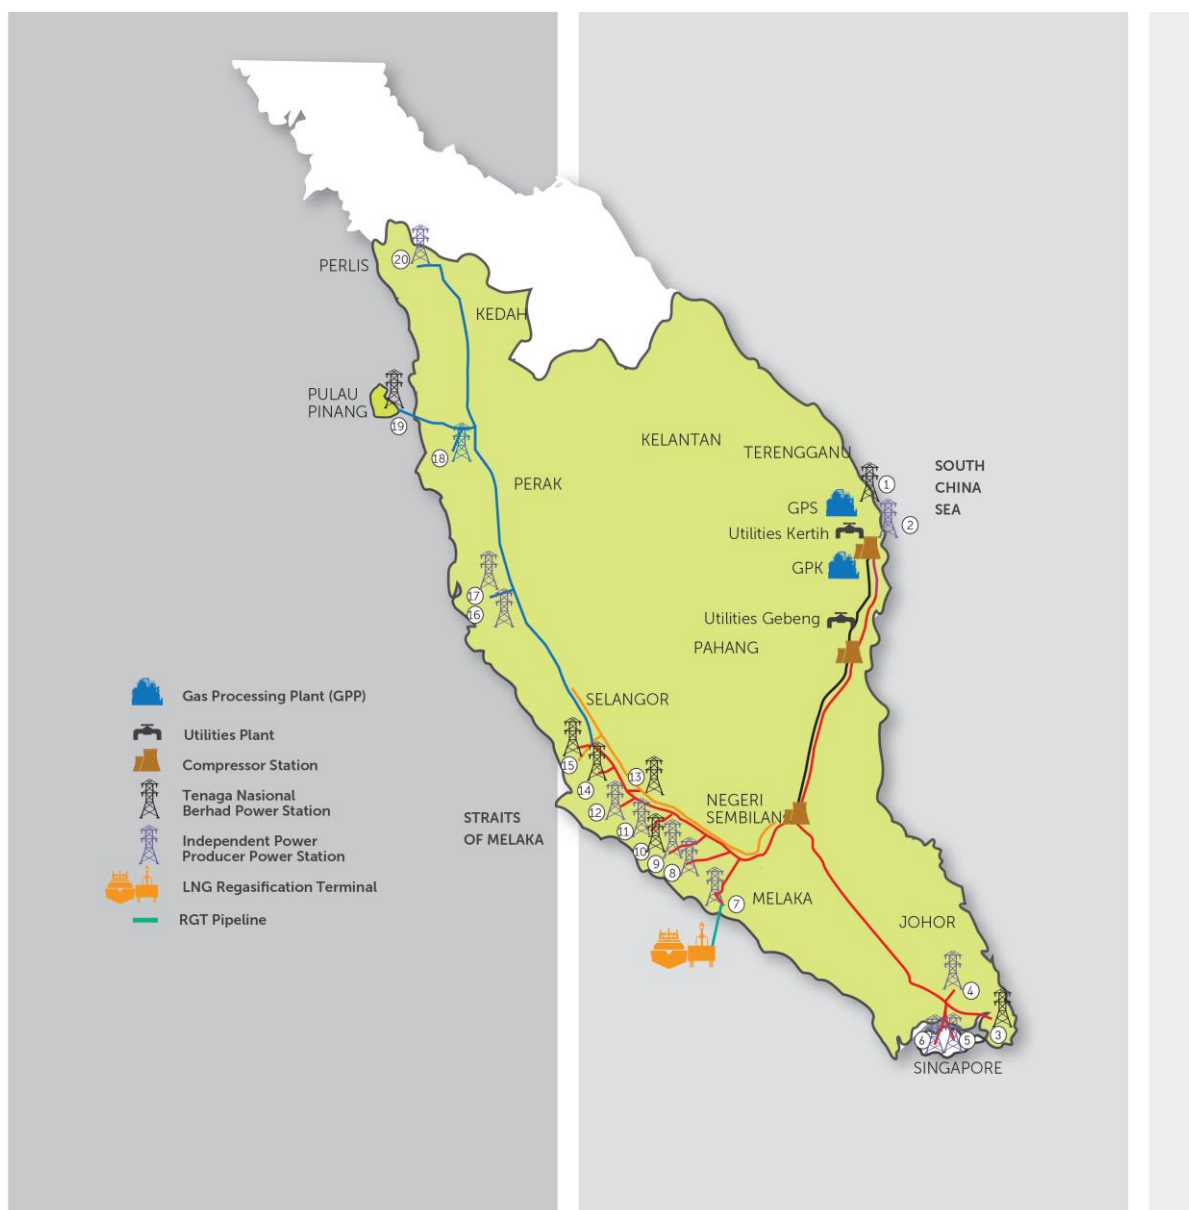 20
PERLIS
KEDAH
PULAU
PINANG
19
18
KELANTAN
TERENGGANU
PERAK
SOUTH
CHINA
SEA
1
GPS
2
Utilities Kertih
GPK
17
16
Utilities Gebeng
PAHANG
SELANGOR
Gas Processing Plant (GPP)
Utilities Plant
Compressor Station
Tenaga Nasional
Berhad Power Station
Independent Power
Producer Power Station
LNG Regasification Terminal
RGT Pipeline
15
14
13
12
11
10
9
8
STRAITS
OF MELAKA
NEGERI
SEMBILAN
7
MELAKA
JOHOR
4
3
6
5
SINGAPORE